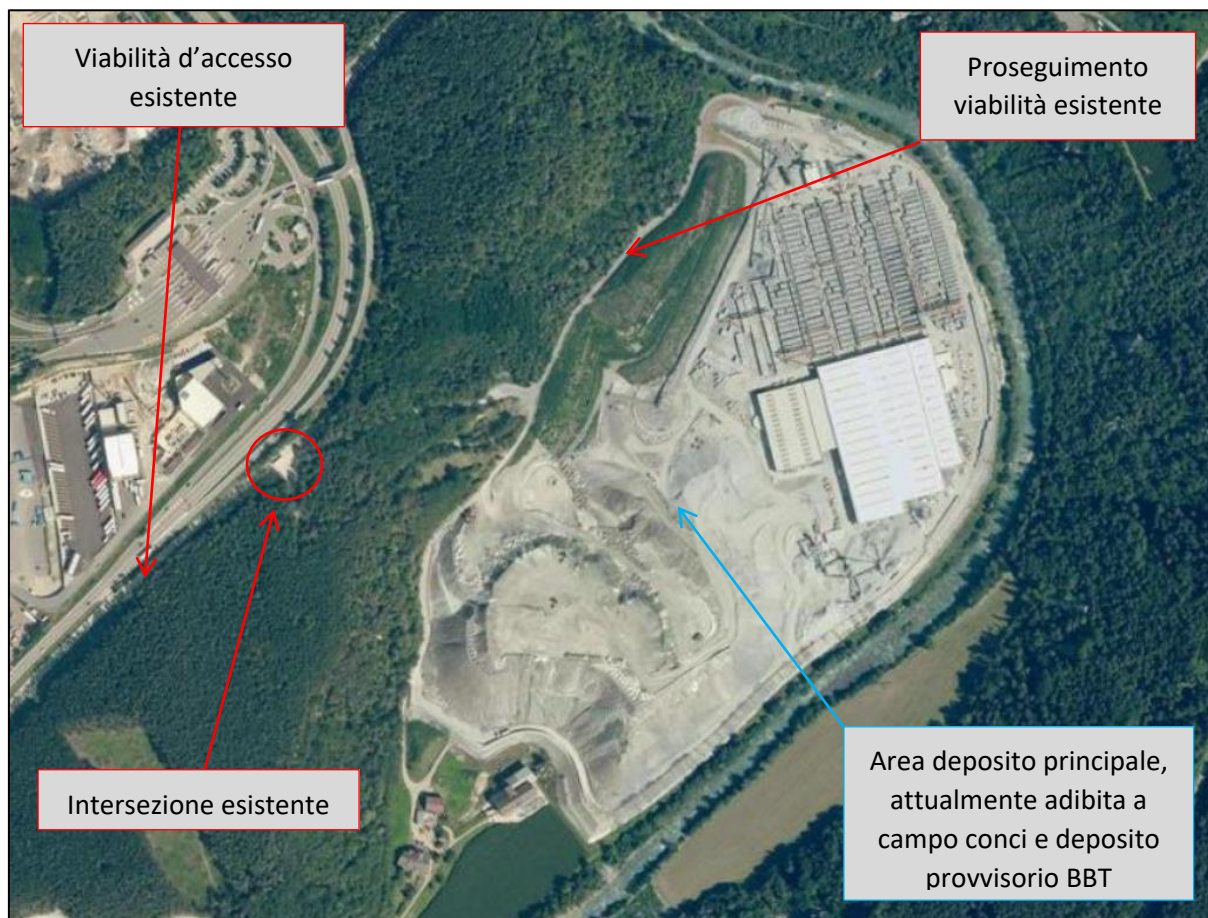 Viabilità d’accesso
esistente
Proseguimento
viabilità esistente
Intersezione esistente
Area deposito principale,
attualmente adibita a
campo conci e deposito
provvisorio BBT